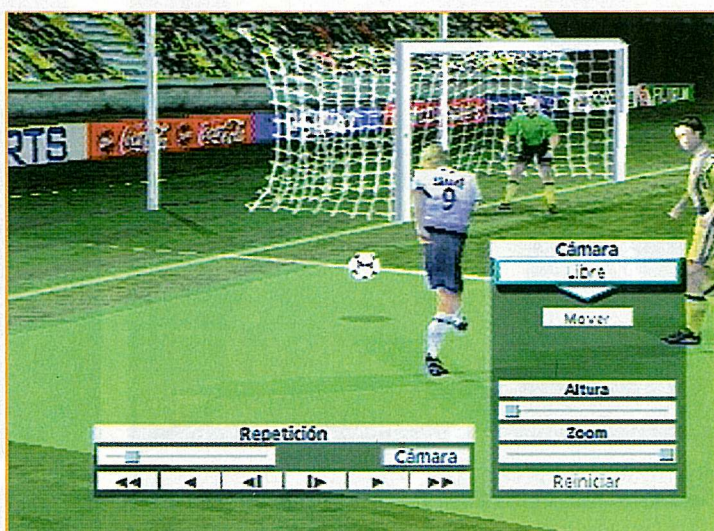 RTS
Coca-Cola
Coca-Cola
9
Cámara
Libre
Mover
Altura
Zoom
Reiniciar
Repetición
Cámara